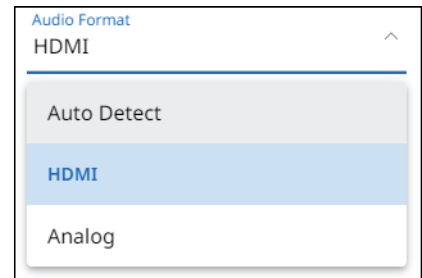 Audio Format
HDMI
Auto Detect
HDMI
Analog